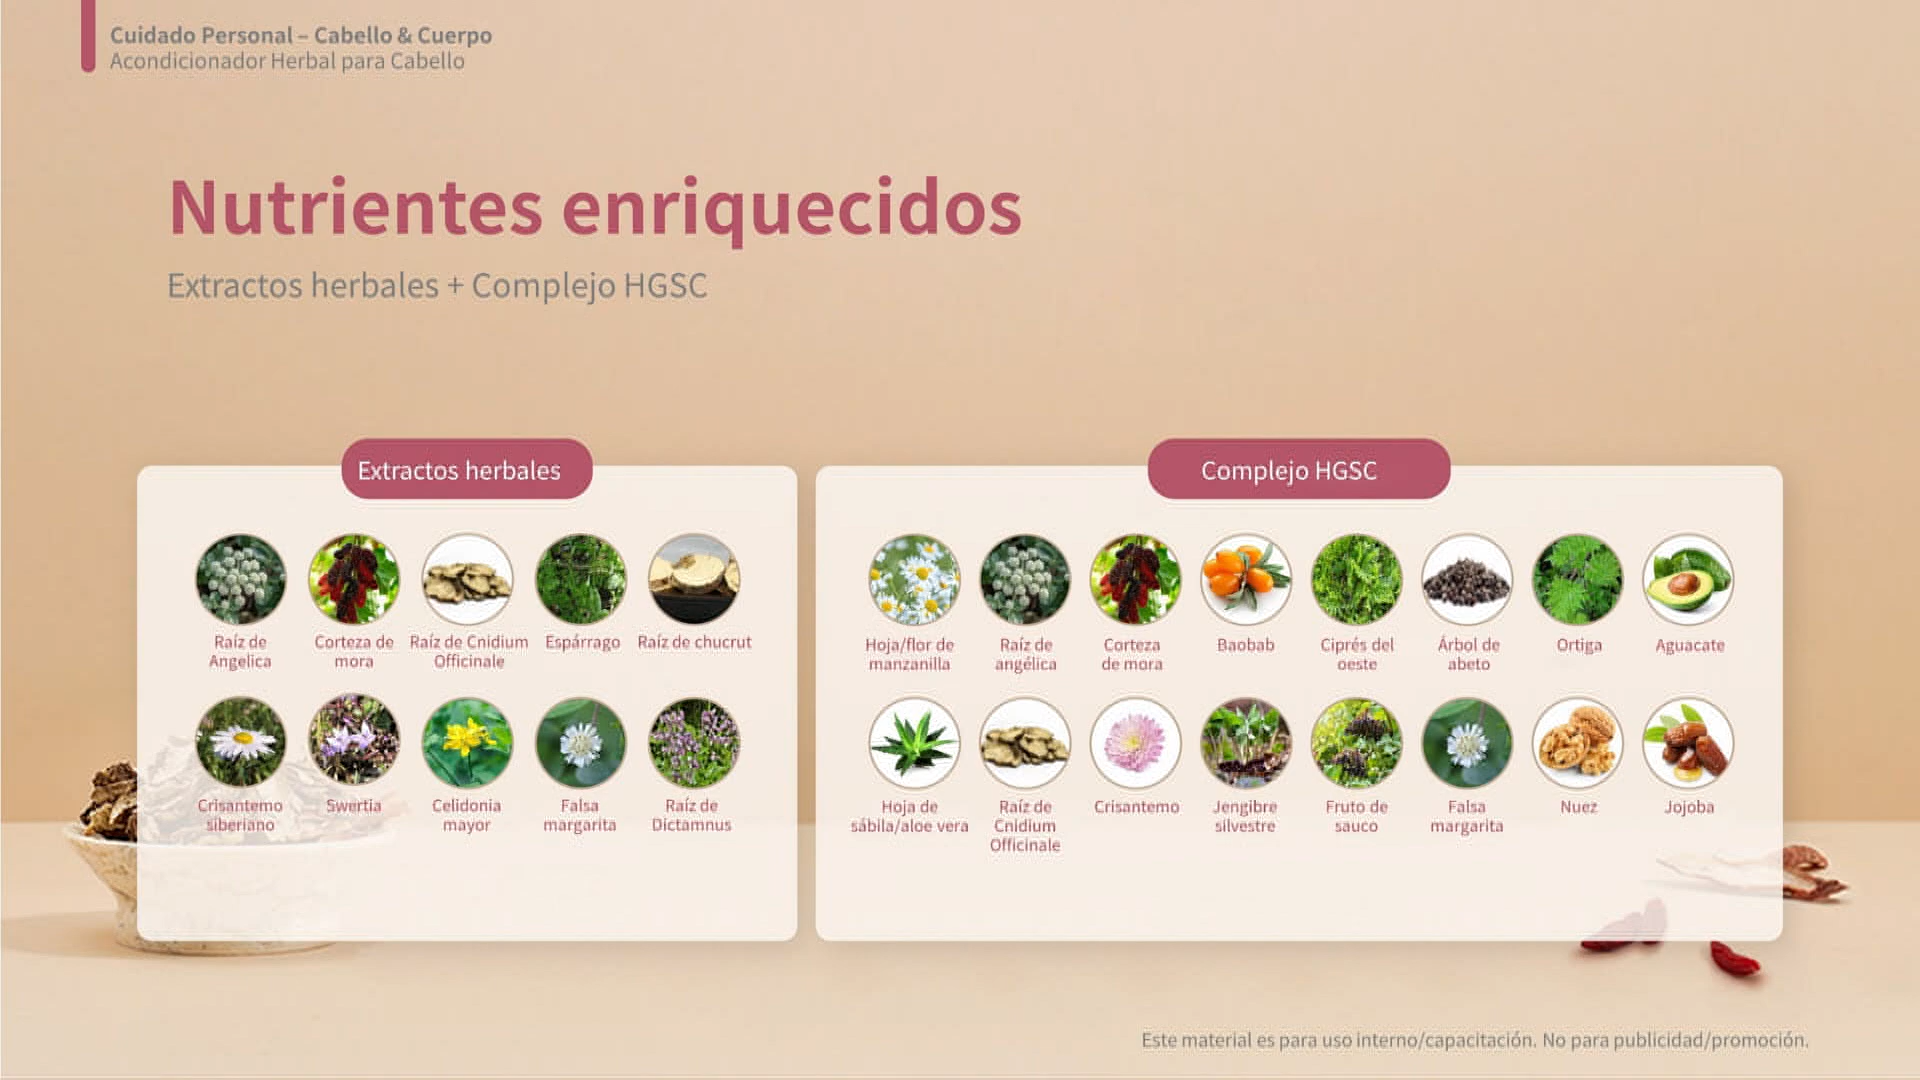 Cuidado Personal – Cabello & Cuerpo
Acondicionador Herbal para Cabello
Nutrientes enriquecidos
Extractos herbales + Complejo HGSC
Extractos herbales
Raíz de
Angelica
Corteza de
mora
Raíz de Cnidium
Officinale
Espárrago
Raíz de chucrut
Crisantemo
siberiano
Swertia
Celidonia
mayor
Falsa
margarita
Raíz de
Dictamnus
Complejo HGSC
Hoja/flor de
manzanilla
Raíz de
angélica
Corteza
de mora
Baobab
Ciprés del
oeste
Árbol de
abeto
Ortiga
Aguacate
Hoja de
sábila/aloe vera
Raíz de
Cnidium
Officinale
Crisantemo
Jengibre
silvestre
Fruto de
sauco
Falsa
margarita
Nuez
Jojoba
Este material es para uso interno/capacitación. No para publicidad/promoción.